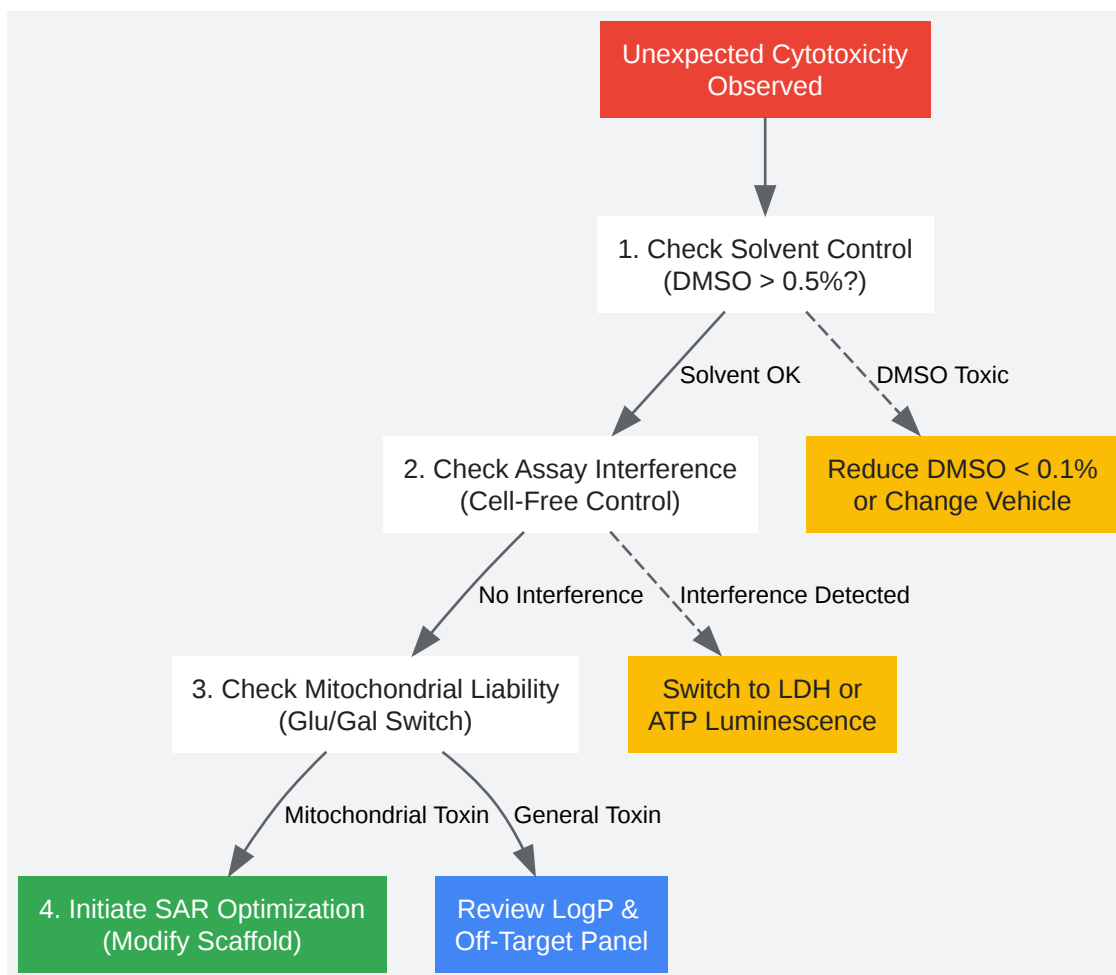 Unexpected Cytotoxicity
Observed
1. Check Solvent Control
(DMSO > 0.5%?)
Solvent OK
DMSO Toxic
2. Check Assay Interference
(Cell-Free Control)
Reduce DMSO < 0.1%
or Change Vehicle
No Interference
Interference Detected
3. Check Mitochondrial Liability
(Glu/Gal Switch)
Switch to LDH or
ATP Luminescence
Mitochondrial Toxin
General Toxin
4. Initiate SAR Optimization
(Modify Scaffold)
Review LogP &
Off-Target Panel